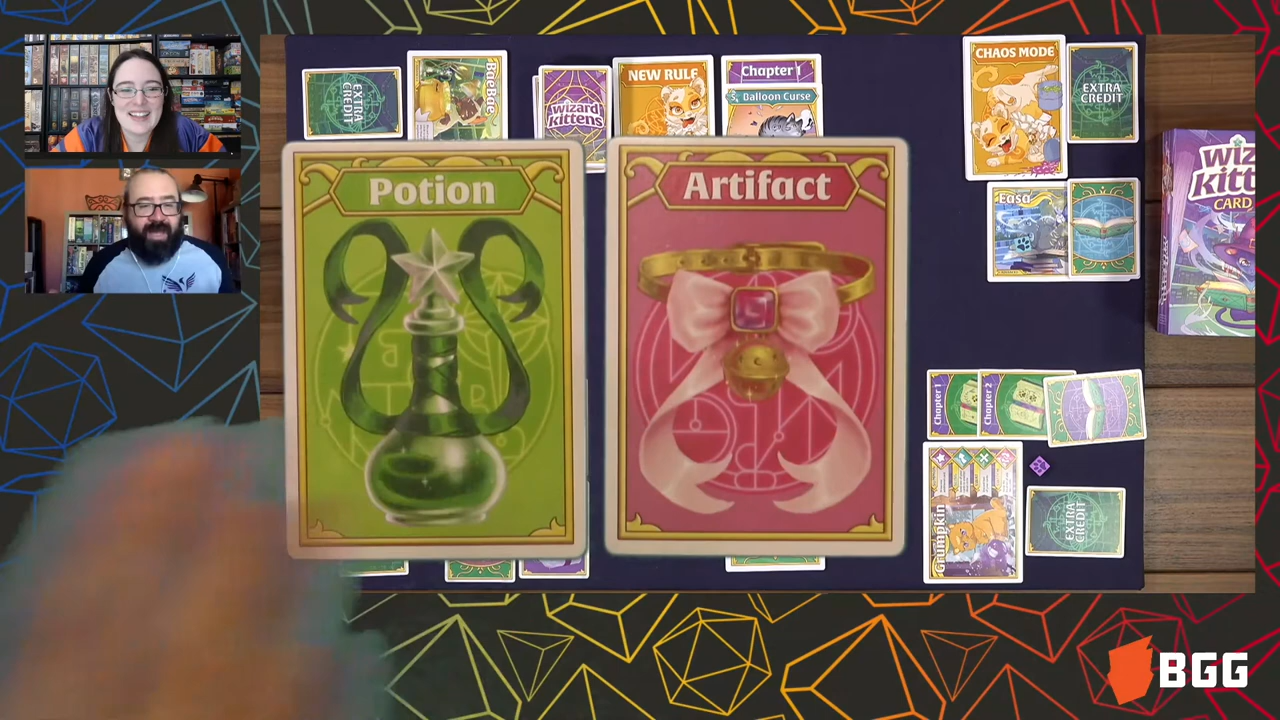 EXTRA
CREDIT
BeBae
wizard
kittens
NEW RULE
Chapter 1
Balloon Curse
CHAOS MODE
EXTRA
CREDIT
Potion
Artifact
Easa
WIZ
Kitt
CARD
Chapter 1
Chapter 2
Grumpkin
EXTRA
CREDIT
BGG